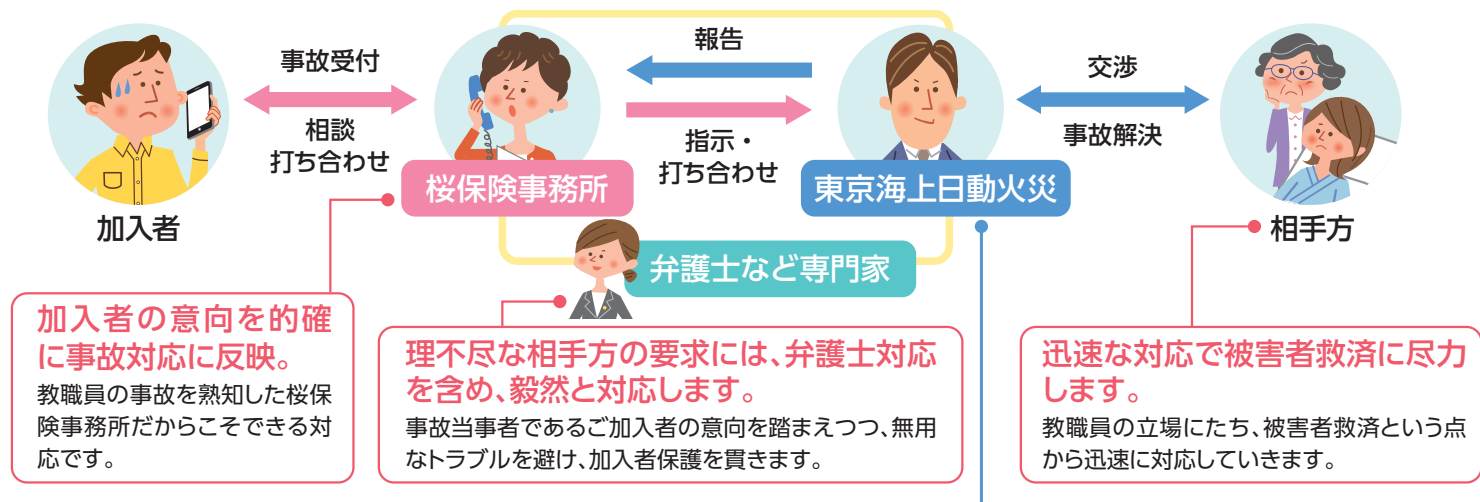 事故受付
相談
打ち合わせ
報告
指示・
打ち合わせ
交渉
事故解決
加入者
桜保険事務所
東京海上日動火災
相手方
弁護士など専門家
加入者の意向を的確
に事故対応に反映。
教職員の事故を熟知した桜保
険事務所だからこそできる対
応です。
理不尽な相手方の要求には、弁護士対応
を含め、毅然と対応します。
事故当事者であるご加入者の意向を踏まえつつ、無用
なトラブルを避け、加入者保護を貫きます。
迅速な対応で被害者救済に尽力
します。
教職員の立場にたち、被害者救済という点
から迅速に対応していきます。